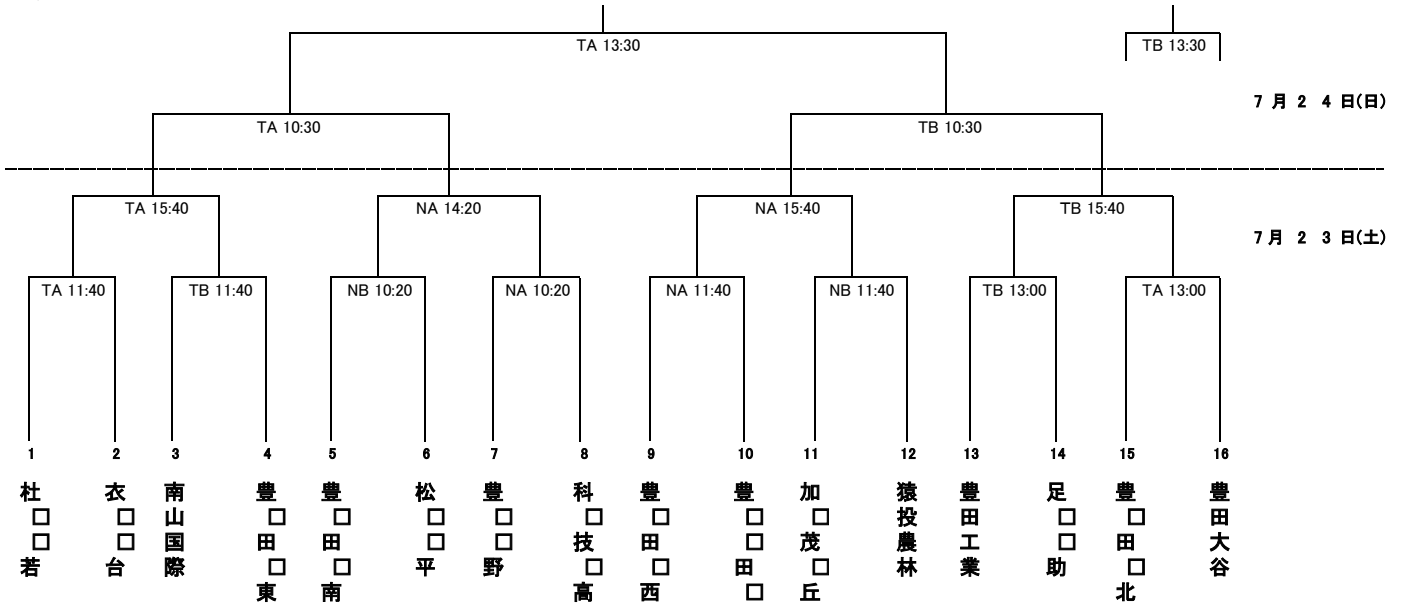 TA 13:30
TB 13:30
7 月 2 4 日(日)
TA 10:30
TB 10:30
TA 15:40
NA 14:20
NA 15:40
TB 15:40
7 月 2 3 日(土)
TA 11:40
TB 11:40
NB 10:20
NA 10:20
NA 11:40
NB 11:40
TB 13:00
TA 13:00
1
2
3
4
5
6
7
8
9
10
11
12
13
14
15
16
杜□□若
衣□□台
南山国際
豊□田□東
豊□田□南
松□□平
豊□□野
科□技□高
豊□田□西
豊□□田□
加□茂□丘
猿投農林
豊田工業
足□□助
豊□田□北
豊田大谷